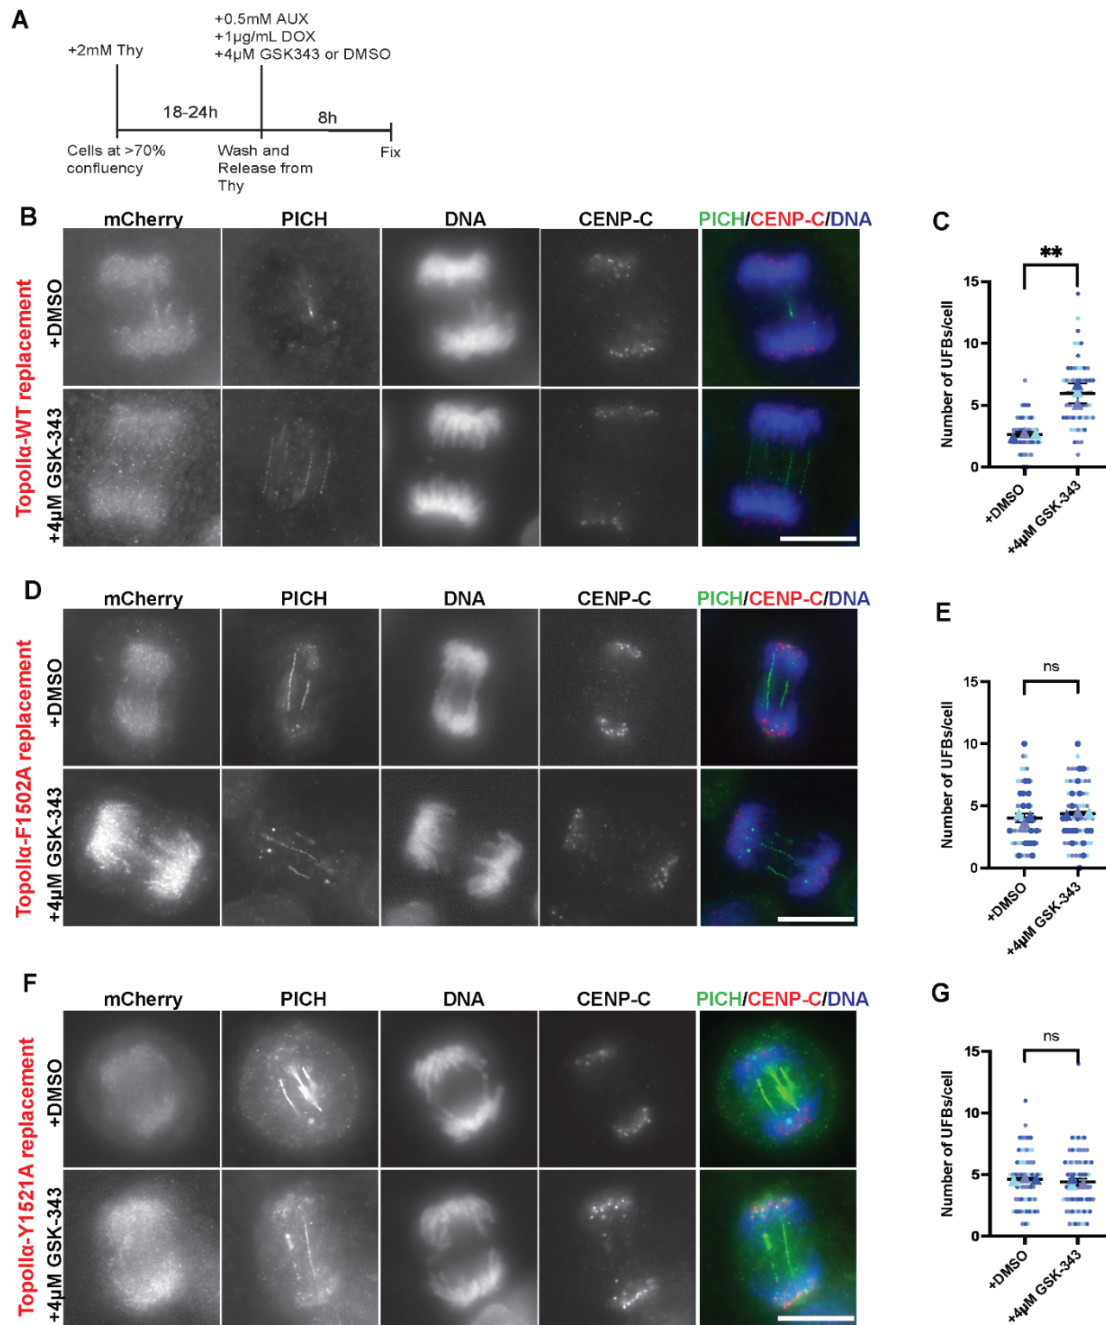 A
+0.5mM AUX
+1µg/mL DOX
+2mM Thy
+4µM GSK343 or DMSO
18-24h
8h
Cells at >70%
confluency
Wash and
Release from
Thy
Fix
B
mCherry PICH DNA CENP-C PICH/CENP-C/DNA
TopoIIα-WT replacement
+DMSO
+4µM GSK-343
C
**
Number of UFBs/cell
15
10
5
0
+DMSO
+4µM GSK-343
D
mCherry PICH DNA CENP-C PICH/CENP-C/DNA
TopoIIα-F1502A replacement
+DMSO
+4µM GSK-343
E
ns
Number of UFBs/cell
15
10
5
0
+DMSO
+4µM GSK-343
F
mCherry PICH DNA CENP-C PICH/CENP-C/DNA
TopoIIα-Y1521A replacement
+DMSO
+4µM GSK-343
G
ns
Number of UFBs/cell
15
10
5
0
+DMSO
+4µM GSK-343